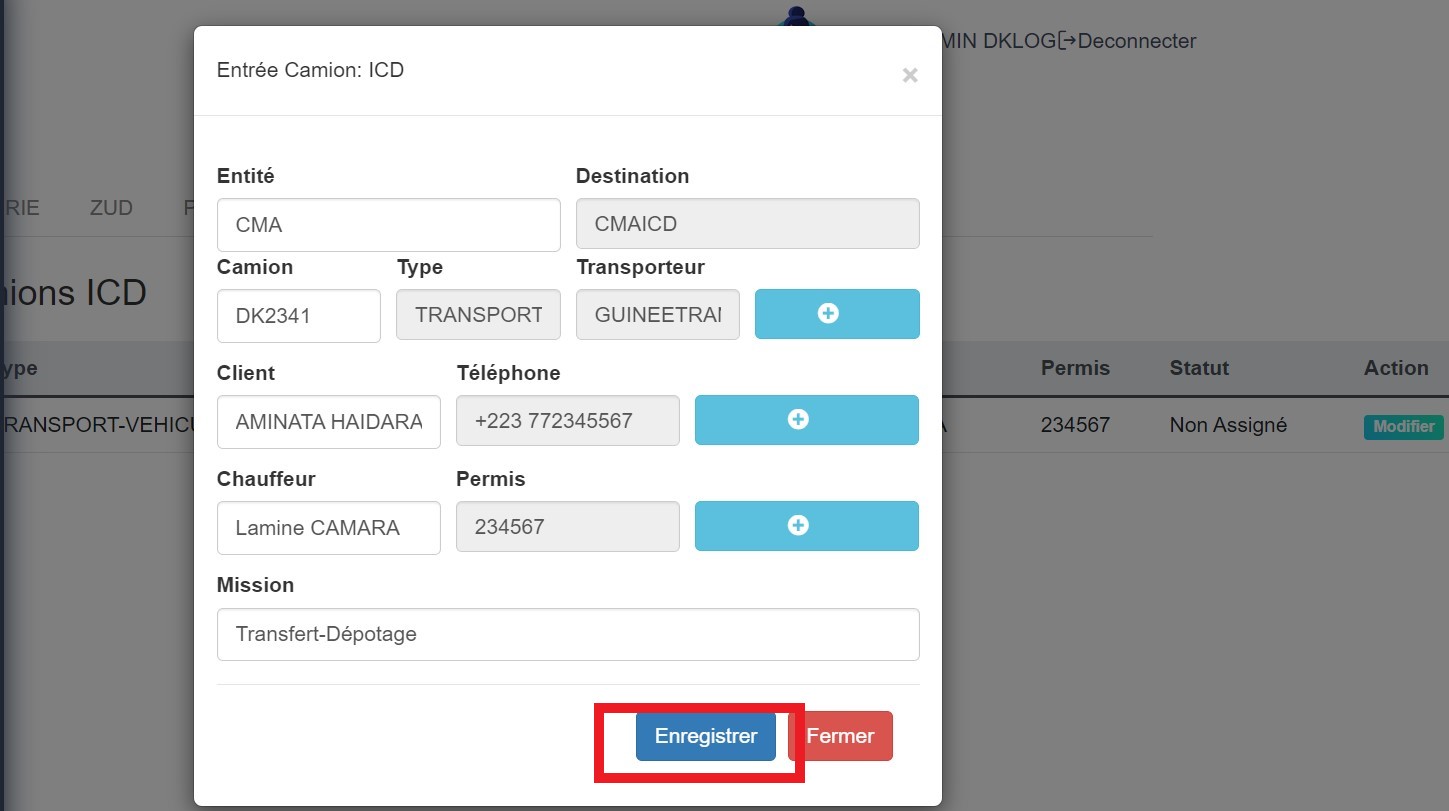 MIN DKLOG Deconnecter
Entrée Camion: ICD
×
Entité Destination
CMA CMAICD
RIE ZUD
Camion Type Transporteur
ions ICD
DK2341 TRANSPORT GUINEETRAN
Client Téléphone
ype Permis Statut Action
AMINATA HAIDARA +223 772345567
RANSPORT-VEHICU A 234567 Non Assigné Modifier
Chauffeur Permis
Lamine CAMARA 234567
Mission
Transfert-Dépotage
Enregistrer Fermer